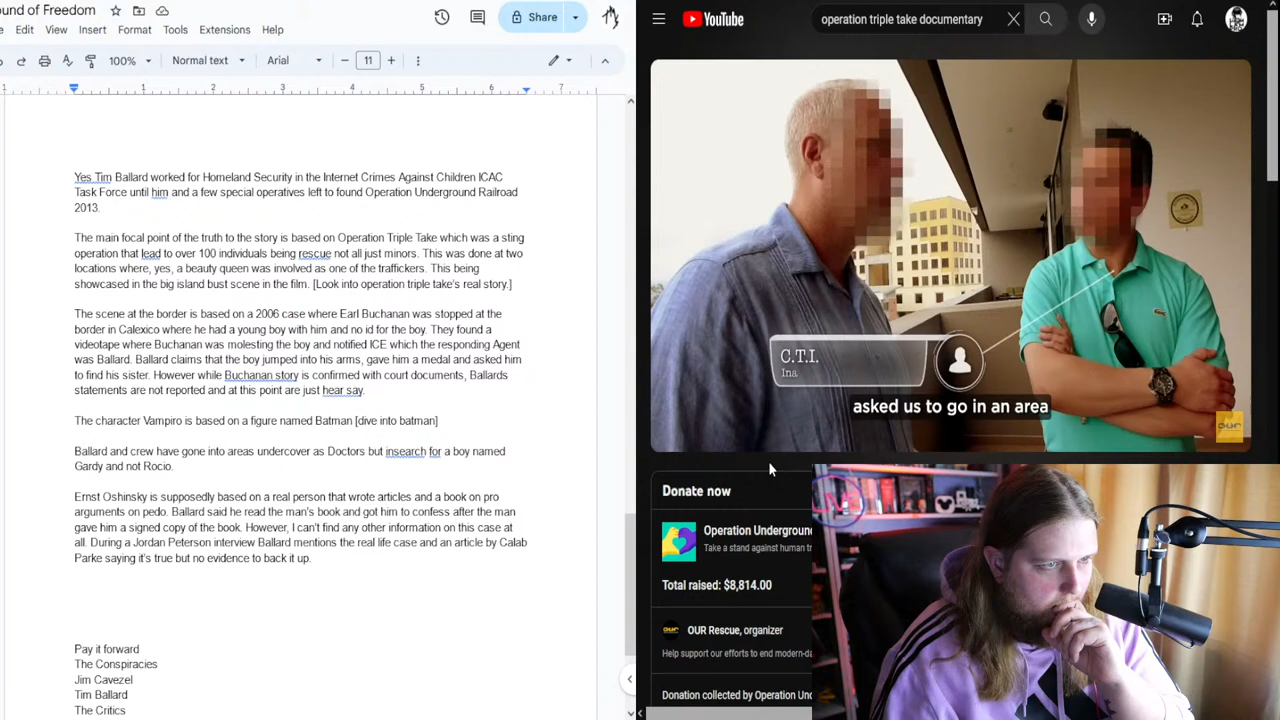 ound of Freedom
Share
Edit View Insert Format Tools Extensions Help
100% Normal text Arial 11
1 1 2 3 4 5 6 7
Yes Tim Ballard worked for Homeland Security in the Internet Crimes Against Children ICAC
Task Force until him and a few special operatives left to found Operation Underground Railroad
2013.
The main focal point of the truth to the story is based on Operation Triple Take which was a sting
operation that lead to over 100 individuals being rescue not all just minors. This was done at two
locations where, yes, a beauty queen was involved as one of the traffickers. This being
showcased in the big island bust scene in the film. [Look into operation triple take's real story.]
The scene at the border is based on a 2006 case where Earl Buchanan was stopped at the
border in Calexico where he had a young boy with him and no id for the boy. They found a
videotape where Buchanan was molesting the boy and notified ICE which the responding Agent
was Ballard. Ballard claims that the boy jumped into his arms, gave him a medal and asked him
to find his sister. However while Buchanan story is confirmed with court documents, Ballards
statements are not reported and at this point are just hear say.
The character Vampiro is based on a figure named Batman [dive into batman]
Ballard and crew have gone into areas undercover as Doctors but insearch for a boy named
Gardy and not Rocio.
Ernst Oshinsky is supposedly based on a real person that wrote articles and a book on pro
arguments on pedo. Ballard said he read the man's book and got him to confess after the man
gave him a signed copy of the book. However, I can't find any other information on this case at
all. During a Jordan Peterson interview Ballard mentions the real life case and an article by Calab
Parke saying it's true but no evidence to back it up.
Pay it forward
The Conspiracies
Jim Cavezel
Tim Ballard
The Critics
YouTube
operation triple take documentary
C.T.I.
Ina
asked us to go in an area
OUR
Donate now
Operation Underground
Take a stand against human tr
Total raised: $8,814.00
OUR Rescue, organizer
Help support our efforts to end modern-da
Donation collected by Operation Und